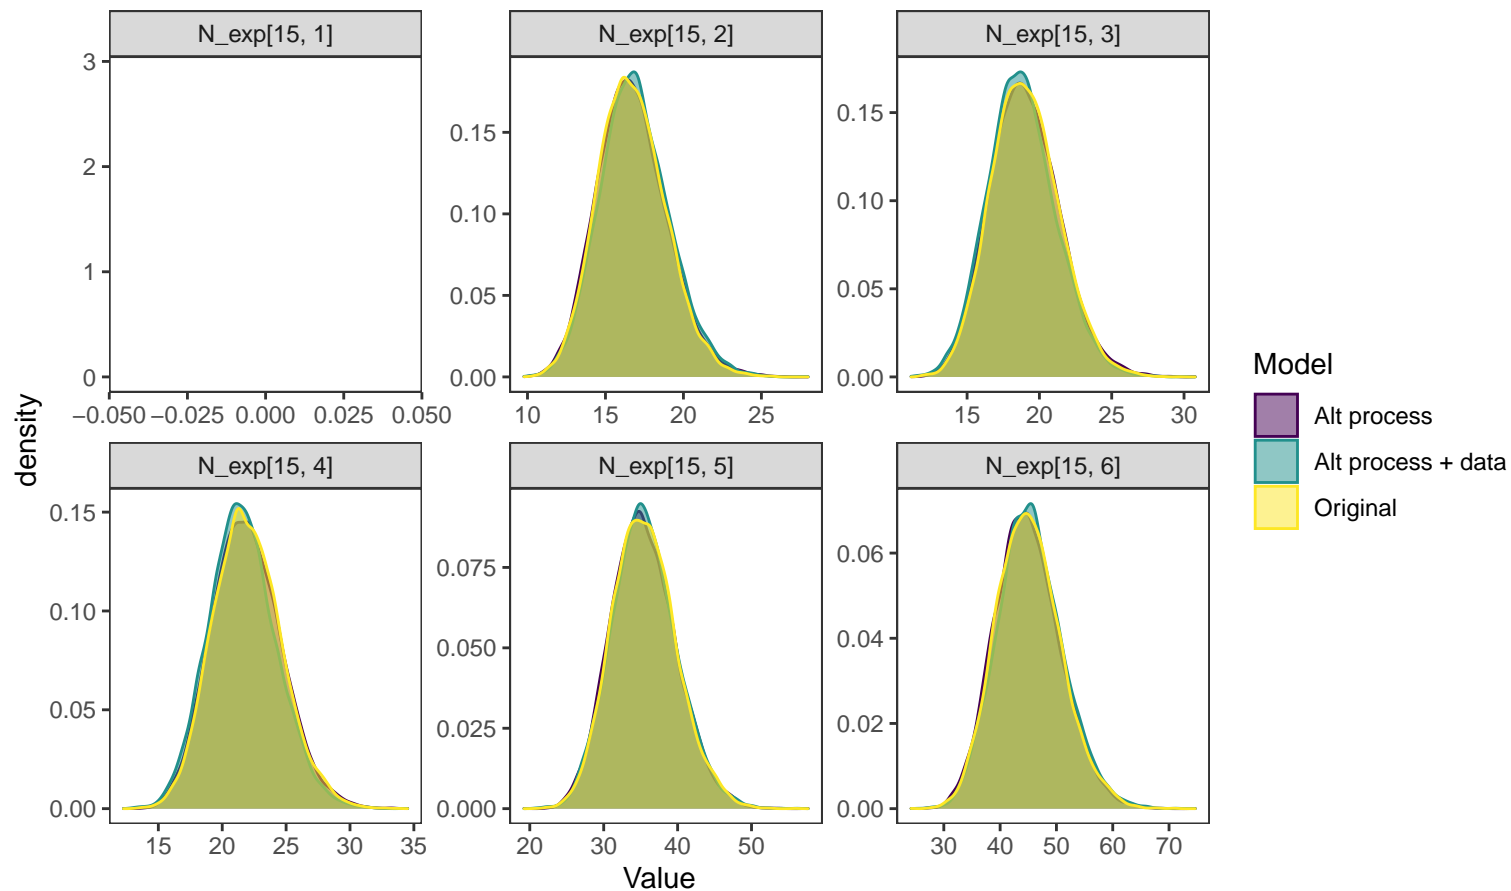 N_exp[15, 1]
N_exp[15, 2]
N_exp[15, 3]
3
2
1
0
−0.050 −0.025 0.000 0.025 0.050
0.15
0.10
0.05
0.00
10 15 20 25
0.15
0.10
0.05
0.00
15 20 25 30
density
N_exp[15, 4]
N_exp[15, 5]
N_exp[15, 6]
0.15
0.10
0.05
0.00
15 20 25 30 35
0.075
0.050
0.025
0.000
20 30 40 50
0.06
0.04
0.02
0.00
30 40 50 60 70
Value
Model
Alt process
Alt process + data
Original